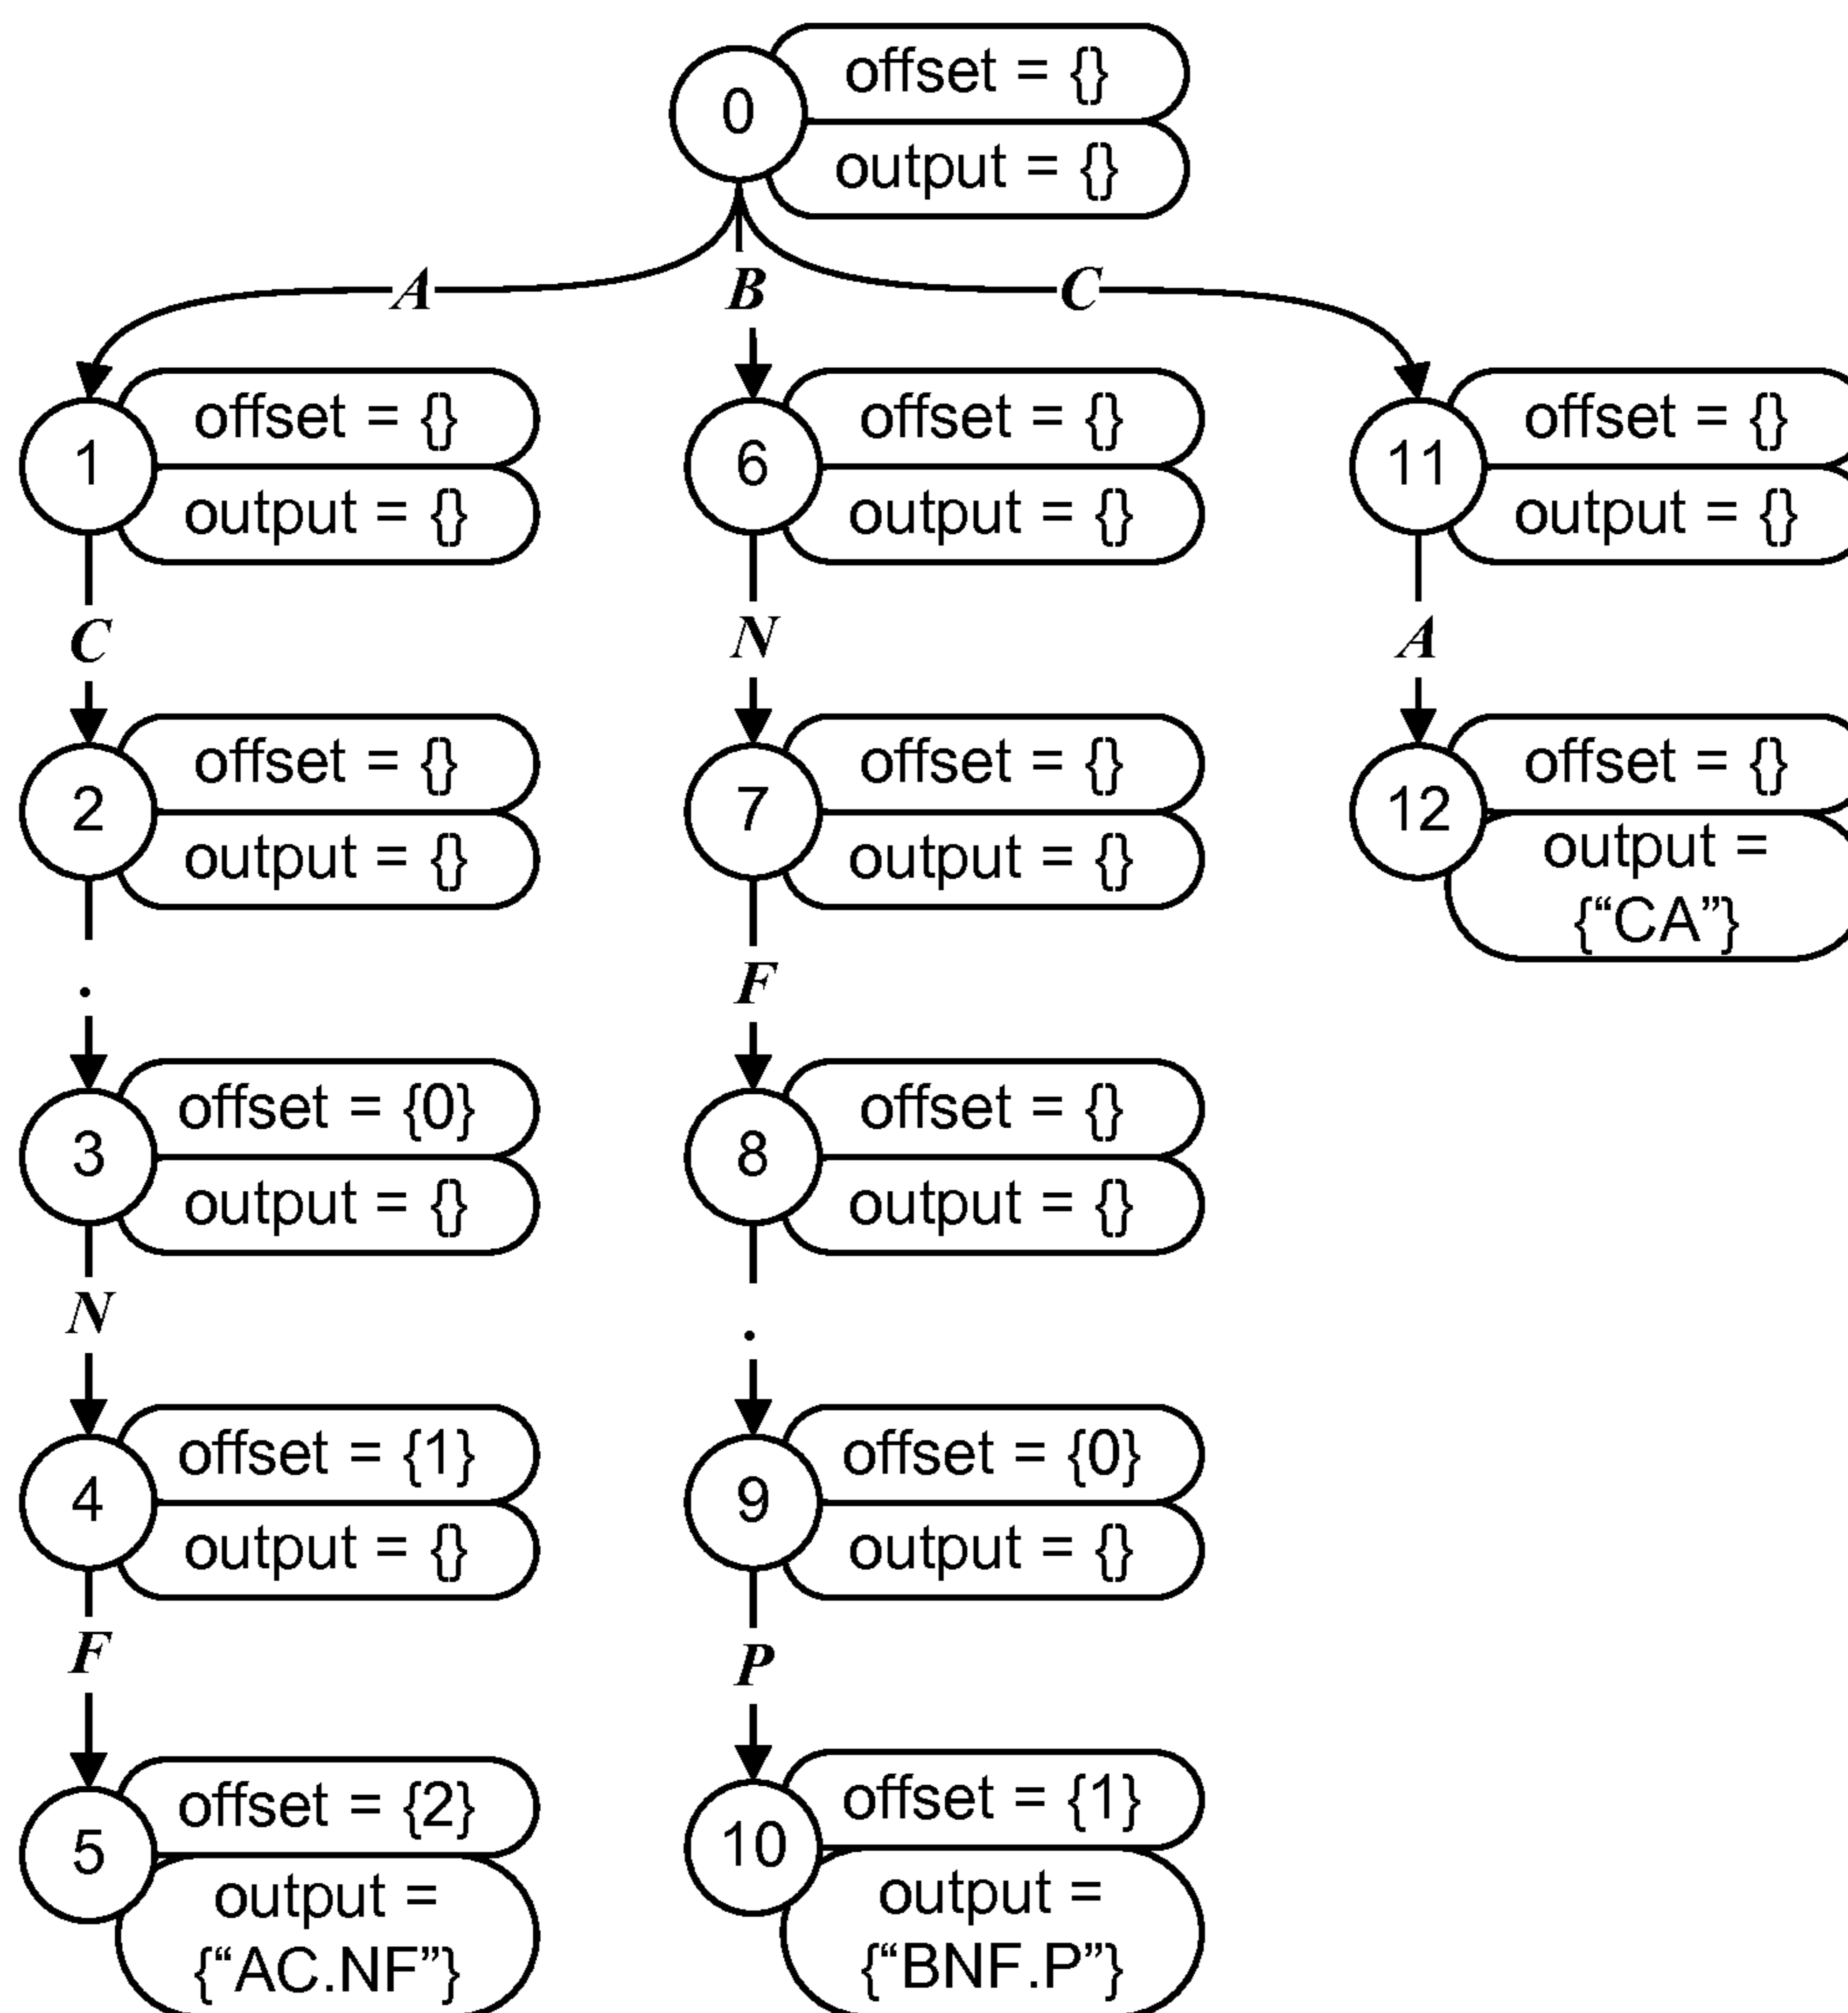 offset = {}
0
output = {}
A
B
C
offset = {}
1
output = {}
offset = {}
6
output = {}
offset = {}
11
output = {}
C
N
A
offset = {}
2
output = {}
offset = {}
7
output = {}
offset = {}
12
output =
{“CA”}
.
F
offset = {0}
3
output = {}
offset = {}
8
output = {}
N
.
offset = {1}
4
output = {}
offset = {0}
9
output = {}
F
P
offset = {2}
5
output =
{“AC.NF”}
offset = {1}
10
output =
{“BNF.P”}